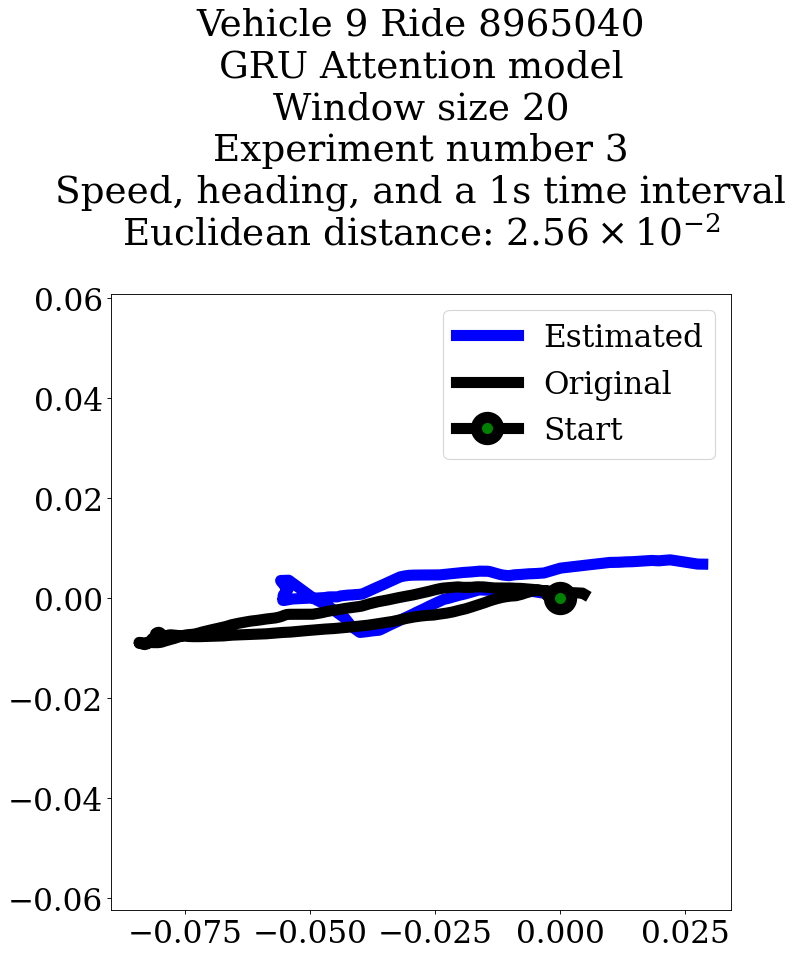 Vehicle 9 Ride 8965040
GRU Attention model
Window size 20
Experiment number 3
Speed, heading, and a 1s time interval
Euclidean distance: 2.56 × 10⁻²
Estimated
Original
Start
0.06
0.04
0.02
0.00
−0.02
−0.04
−0.06
−0.075 −0.050 −0.025 0.000 0.025